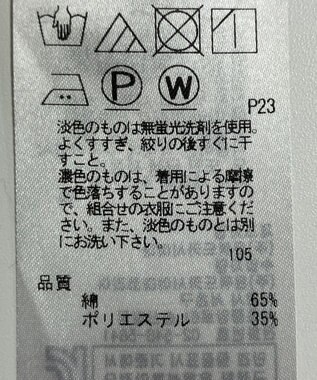 P
W
P23
淡色のものは無蛍光洗剤を使用。
よくすすぎ、絞りの後すぐに干
すこと。
濃色のものは、着用による摩擦
で色落ちすることがありますの
で、組合せの衣服にご注意くだ
さい。また、淡色のものとは別
にお洗い下さい。
105
品質
綿 65%
ポリエステル 35%